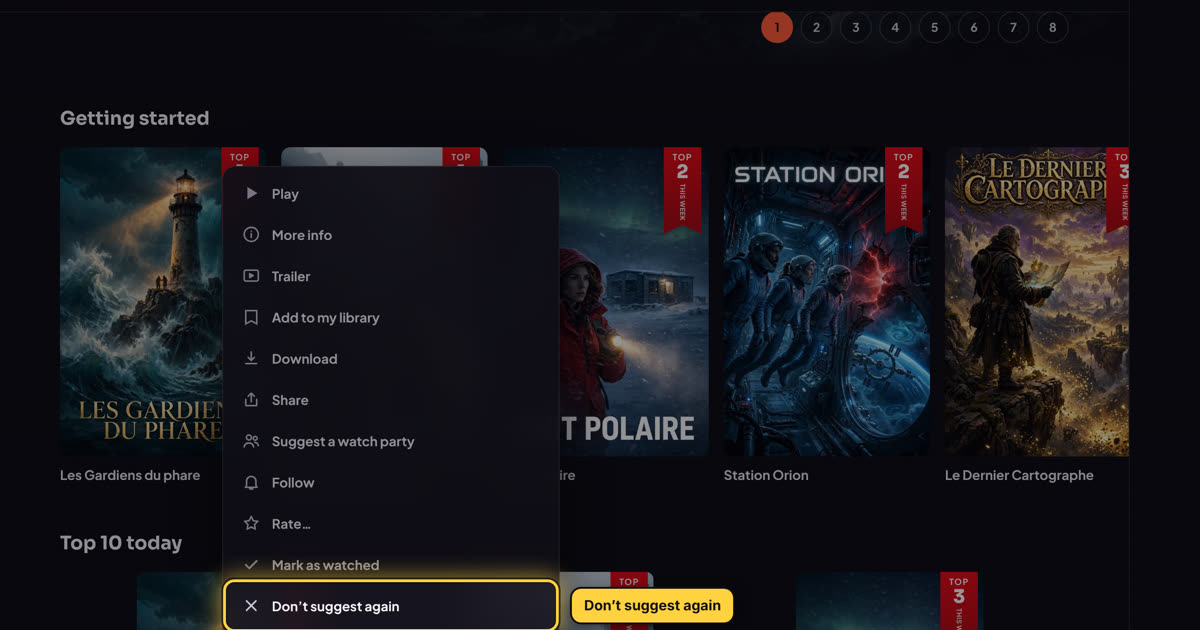 1 2 3 4 5 6 7 8
Getting started
TOP
TOP
TOP
2
THIS WEEK
TOP
2
THIS WEEK
3
THIS WEEK
STATION ORI
LE DERNIER
LES GARDIEN
DU PHARE
T POLAIRE
Play
More info
Trailer
Add to my library
Download
Share
Suggest a watch party
Follow
Rate...
Mark as watched
Don't suggest again
Don't suggest again
Les Gardiens du phare
ire
Station Orion
Le Dernier Cartographe
Top 10 today
TOP
TOP
3